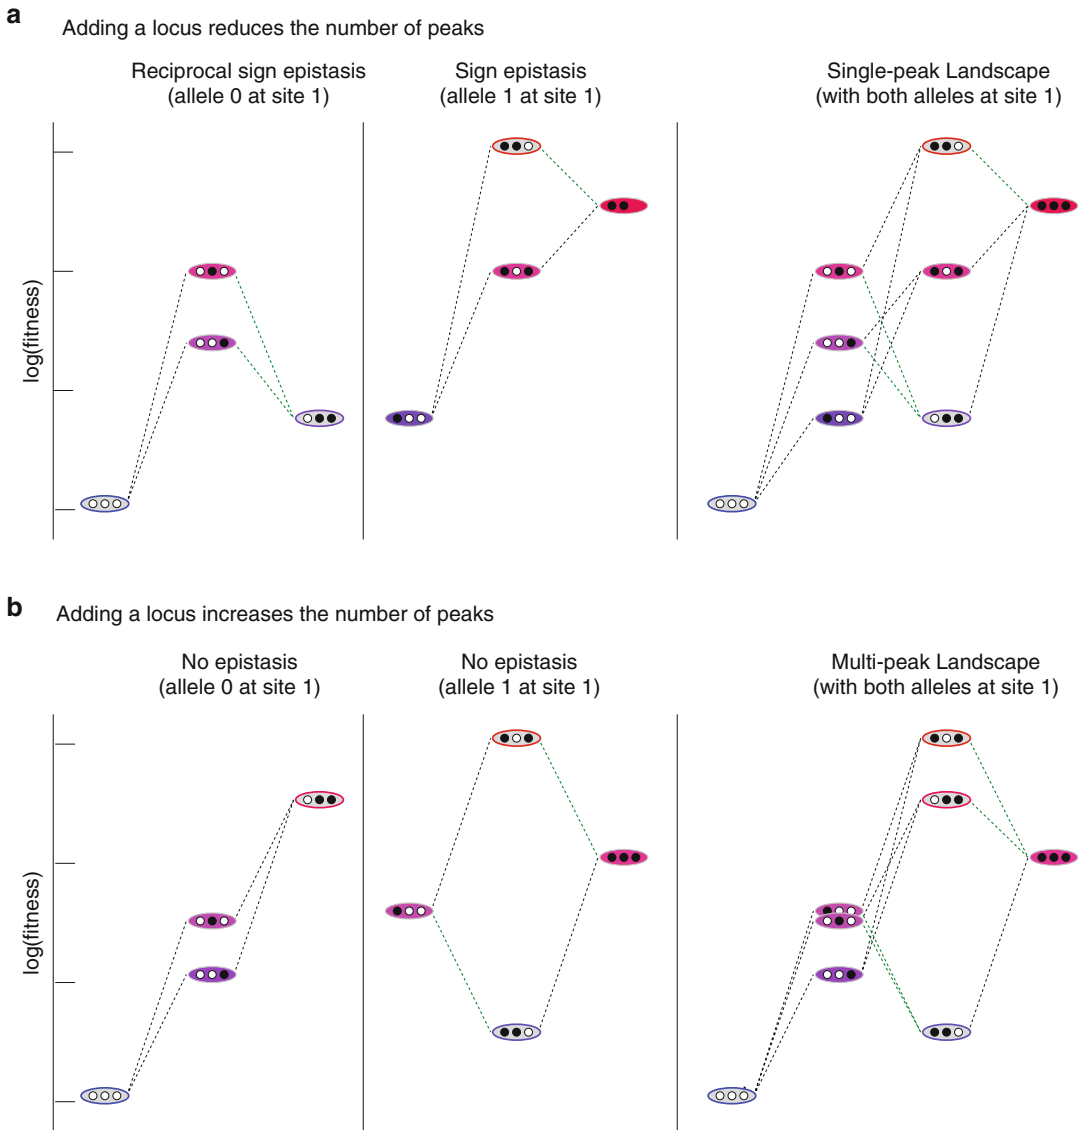 a
Adding a locus reduces the number of peaks
Reciprocal sign epistasis
(allele 0 at site 1)
Sign epistasis
(allele 1 at site 1)
Single-peak Landscape
(with both alleles at site 1)
log(fitness)
b
Adding a locus increases the number of peaks
No epistasis
(allele 0 at site 1)
No epistasis
(allele 1 at site 1)
Multi-peak Landscape
(with both alleles at site 1)
log(fitness)